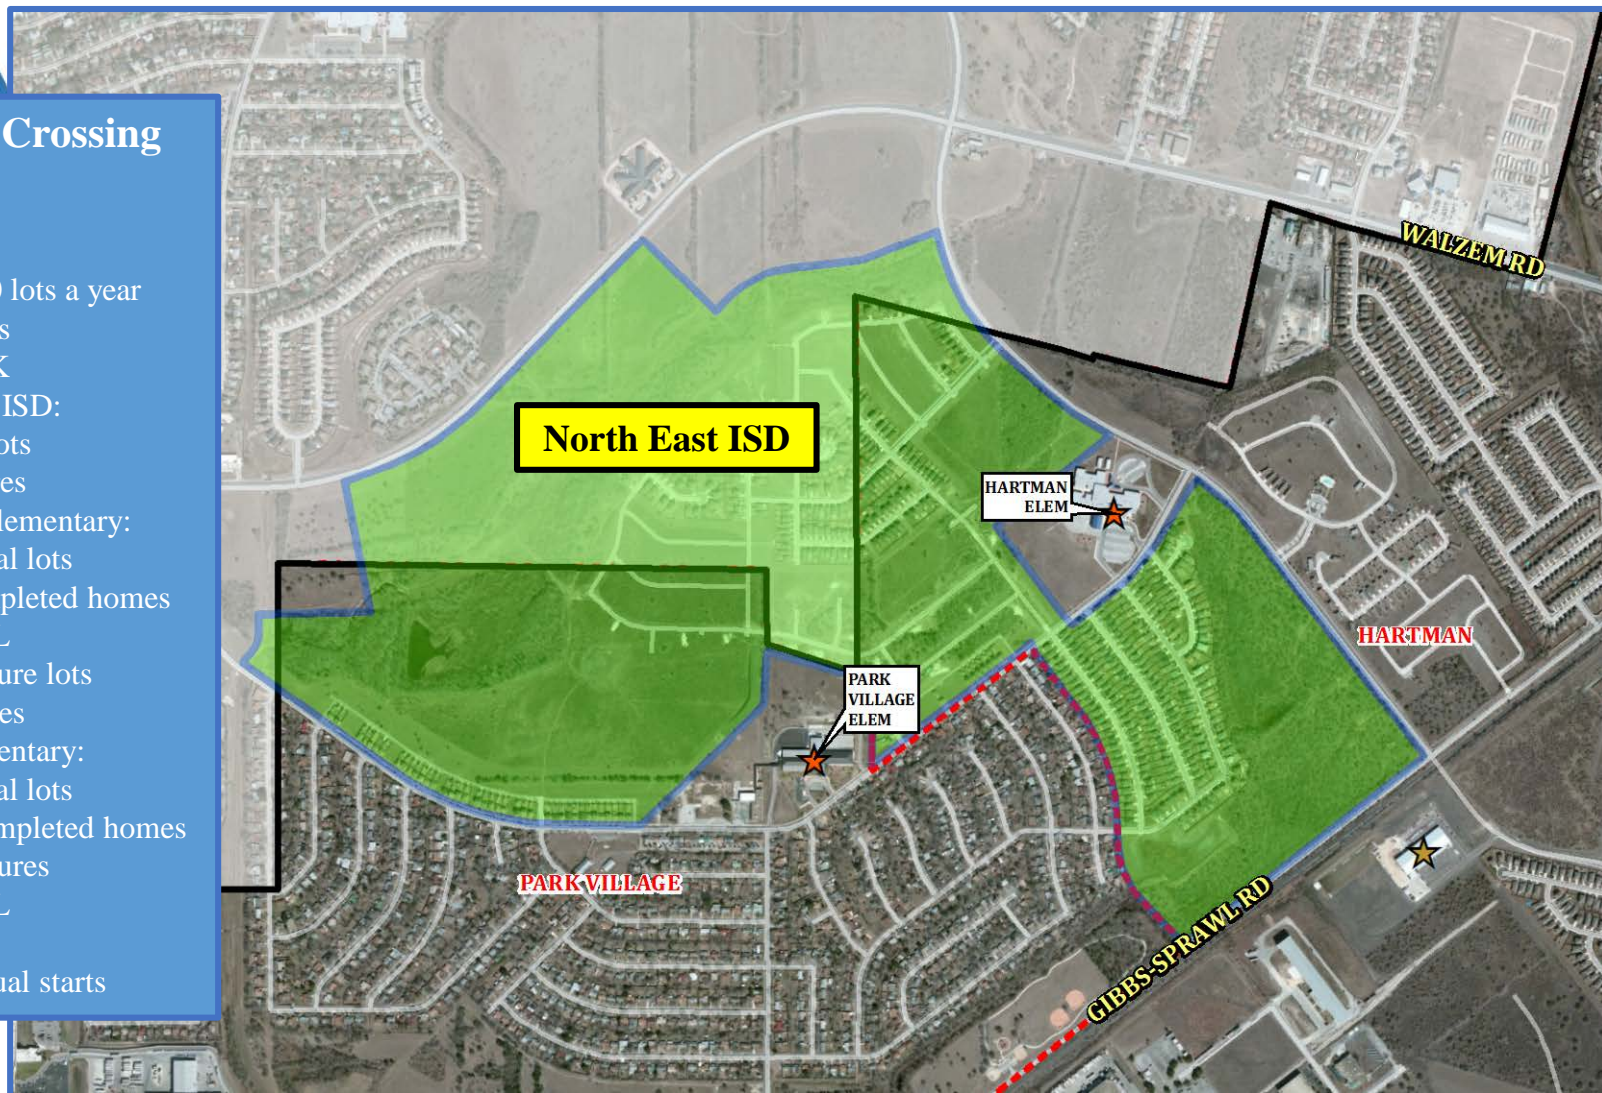 Crossing
lots a year
ISD:
ots
es
lementary:
al lots
pleted homes
ure lots
es
entary:
al lots
mpleted homes
ures
ual starts
North East ISD
WALZEM RD
HARTMAN
ELEM
HARTMAN
PARK
VILLAGE
ELEM
PARK VILLAGE
GIBBS-SPRAWL RD